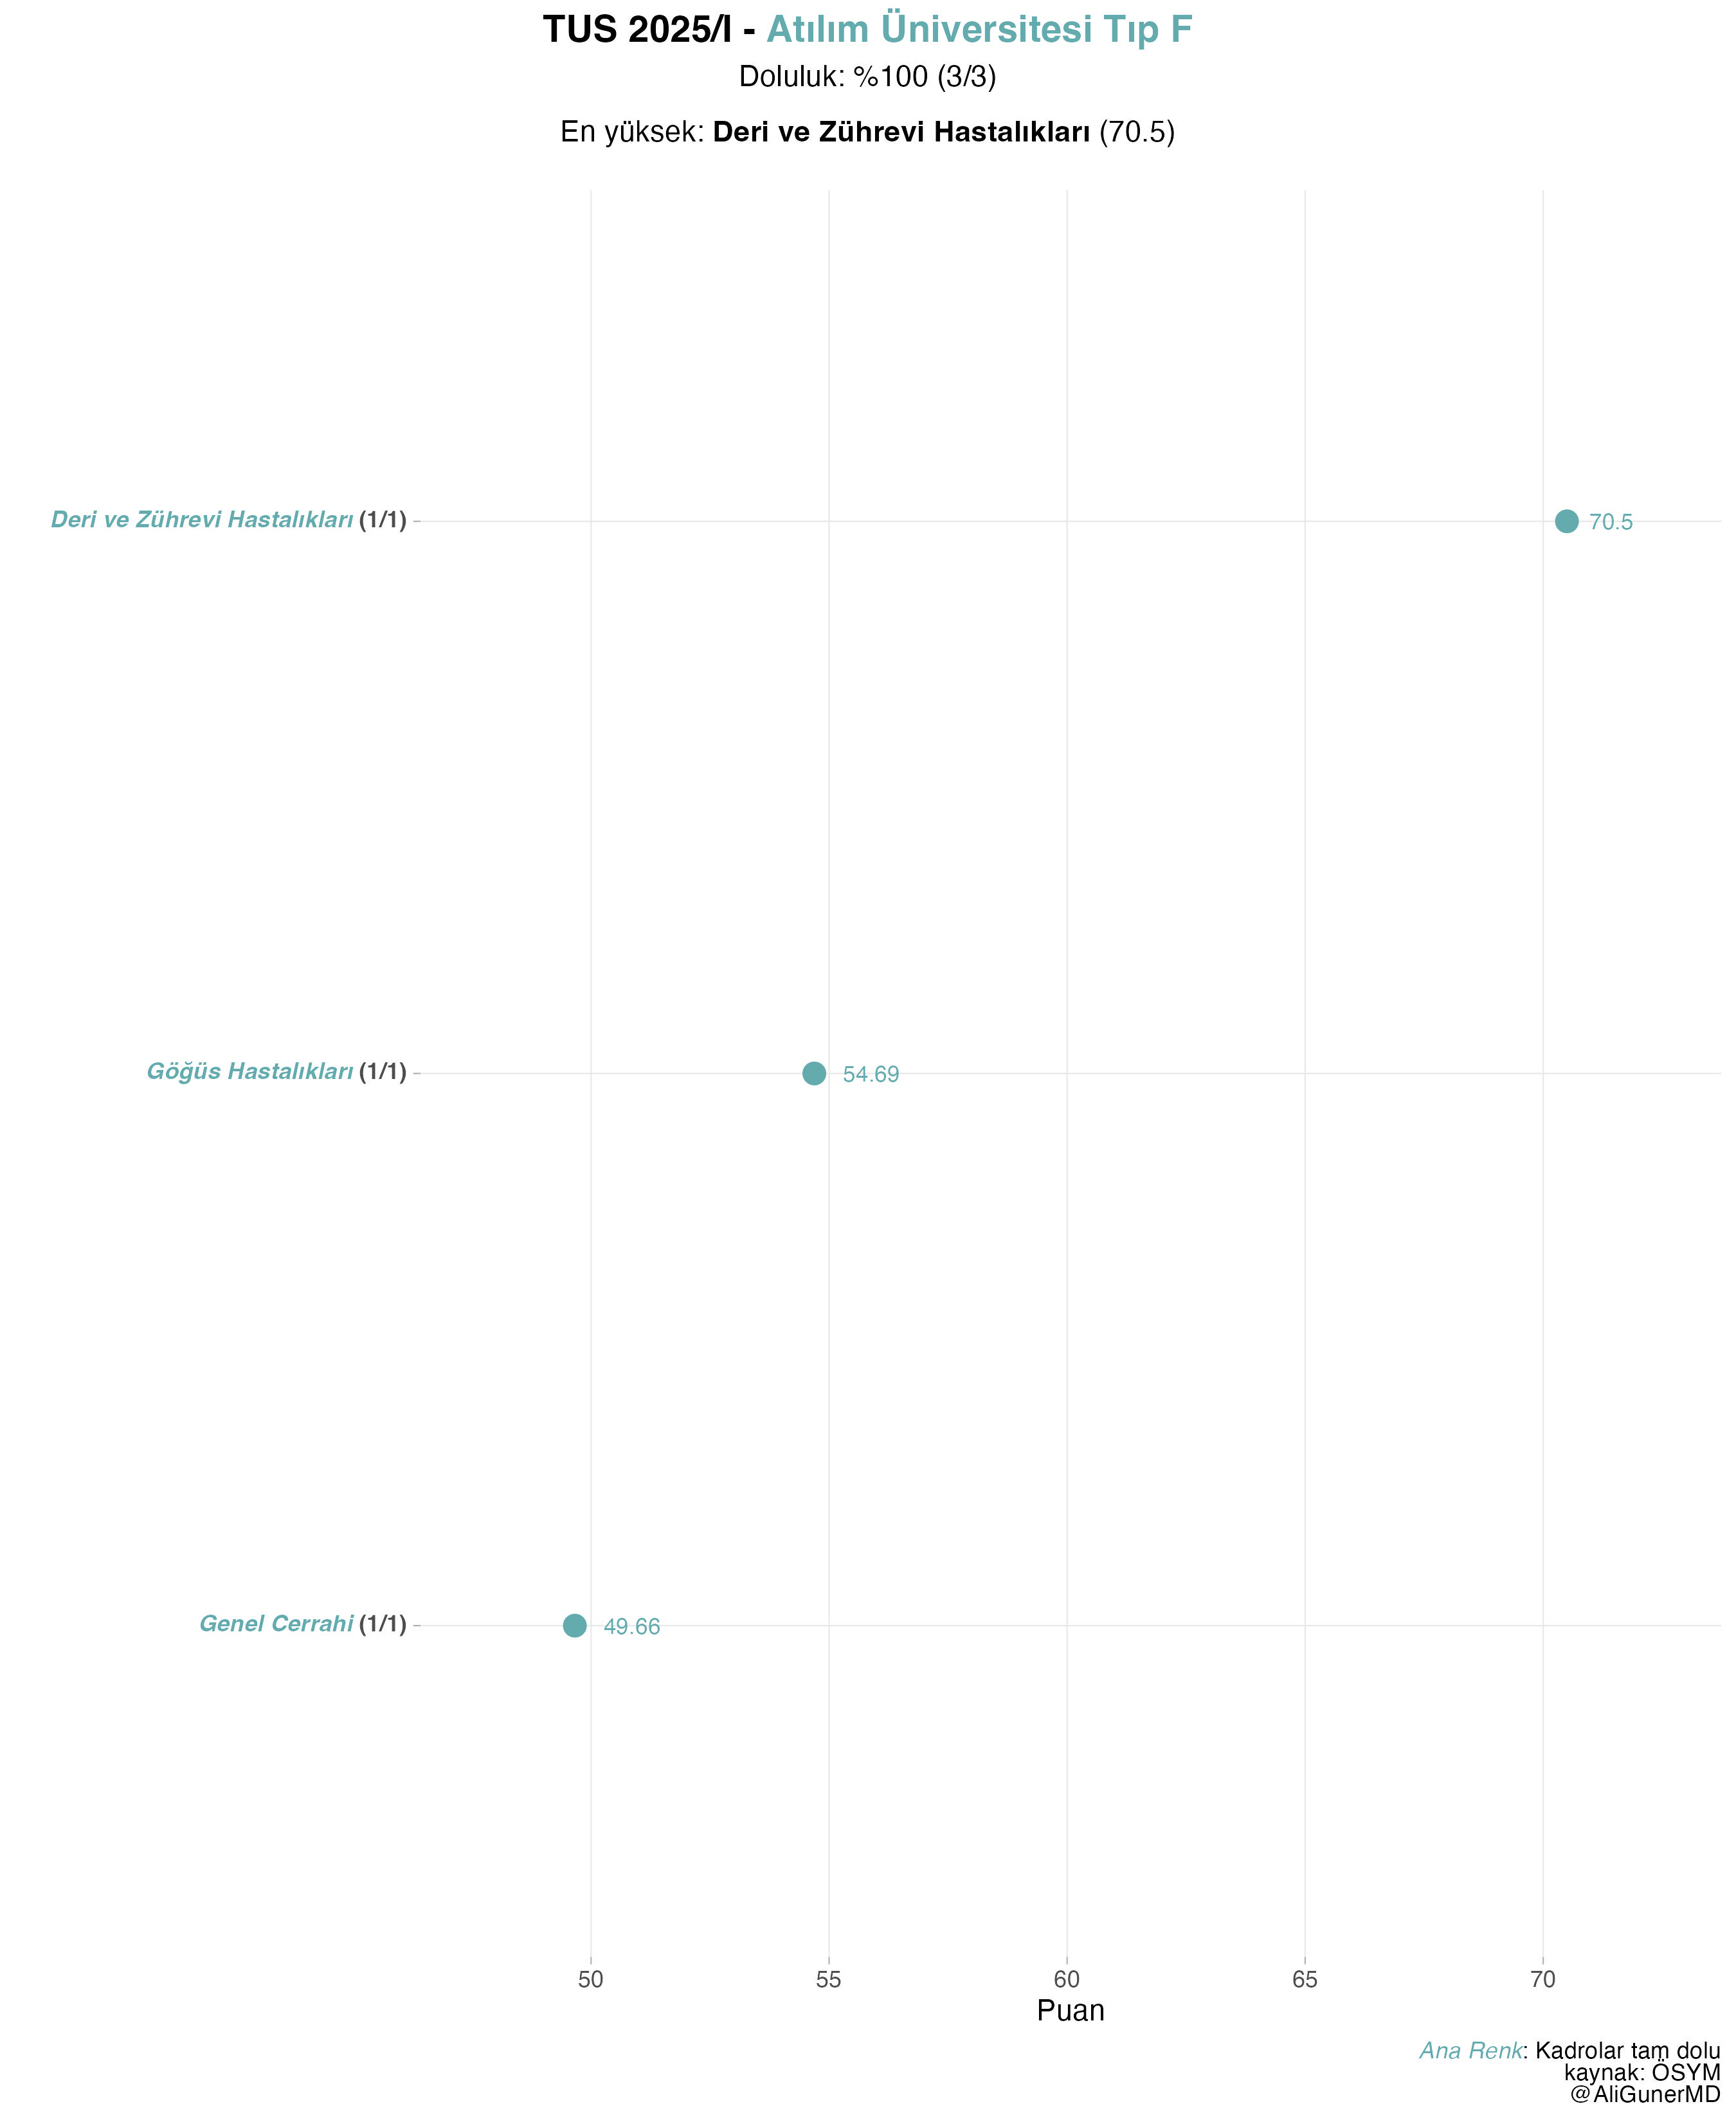 TUS 2025/I - Atılım Üniversitesi Tıp F
Doluluk: %100 (3/3)
En yüksek: Deri ve Zührevi Hastalıkları (70.5)
Deri ve Zührevi Hastalıkları (1/1)
70.5
Göğüs Hastalıkları (1/1)
54.69
Genel Cerrahi (1/1)
49.66
50 55 60 65 70
Puan
Ana Renk: Kadrolar tam dolu
kaynak: ÖSYM
@AliGunerMD